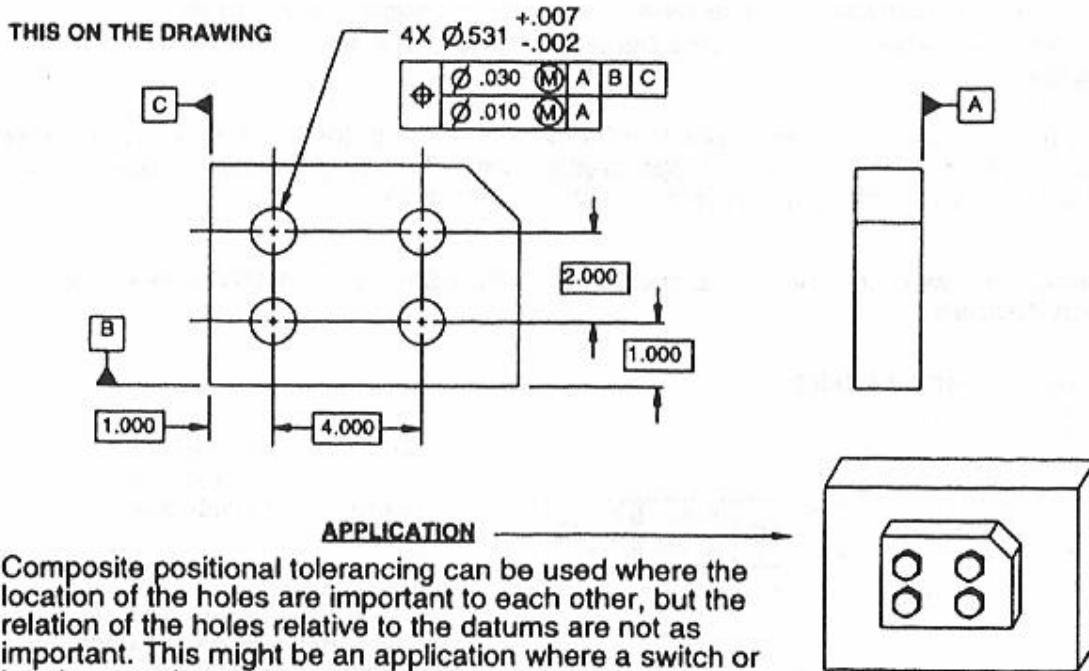 THIS ON THE DRAWING
4X Ø.531 +.007 -.002
⌖ Ø .030 Ⓜ A B C
Ø .010 Ⓜ A
C
A
2.000
B
1.000
1.000
4.000
APPLICATION
Composite positional tolerancing can be used where the
location of the holes are important to each other, but the
relation of the holes relative to the datums are not as
important. This might be an application where a switch or